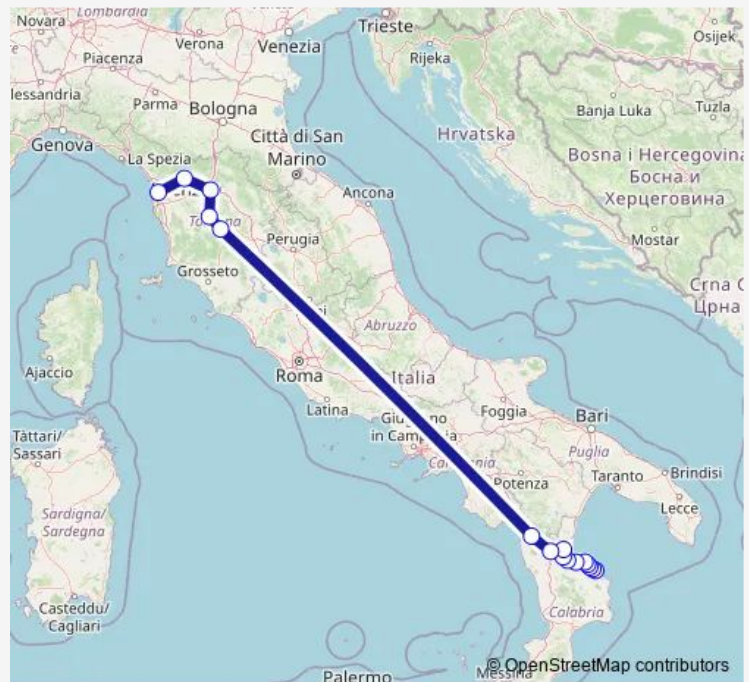 Novara
Lombardia
Verona
Venezia
Trieste
Rijeka
Osijek
Piacenza
lessandria
Parma
Bologna
Banja Luka
Tuzla
Genova
La Spezia
Città di San
Marino
Hrvatska
Bosna i Hercegovina
Босна и
Херцеговина
Ancona
Perugia
Mostar
Grosseto
Crna G
Црна
Abruzzo
Ajaccio
Roma
Italia
Latina
Foggia
in Campania
Bari
Tàttari/
Sassari
Puglia
Potenza
Taranto
Brindisi
Lecce
Sardigna/
Sardegna
Casteddu/
Cagliari
Calabria
Palermo
Messina
© OpenStreetMap contributors